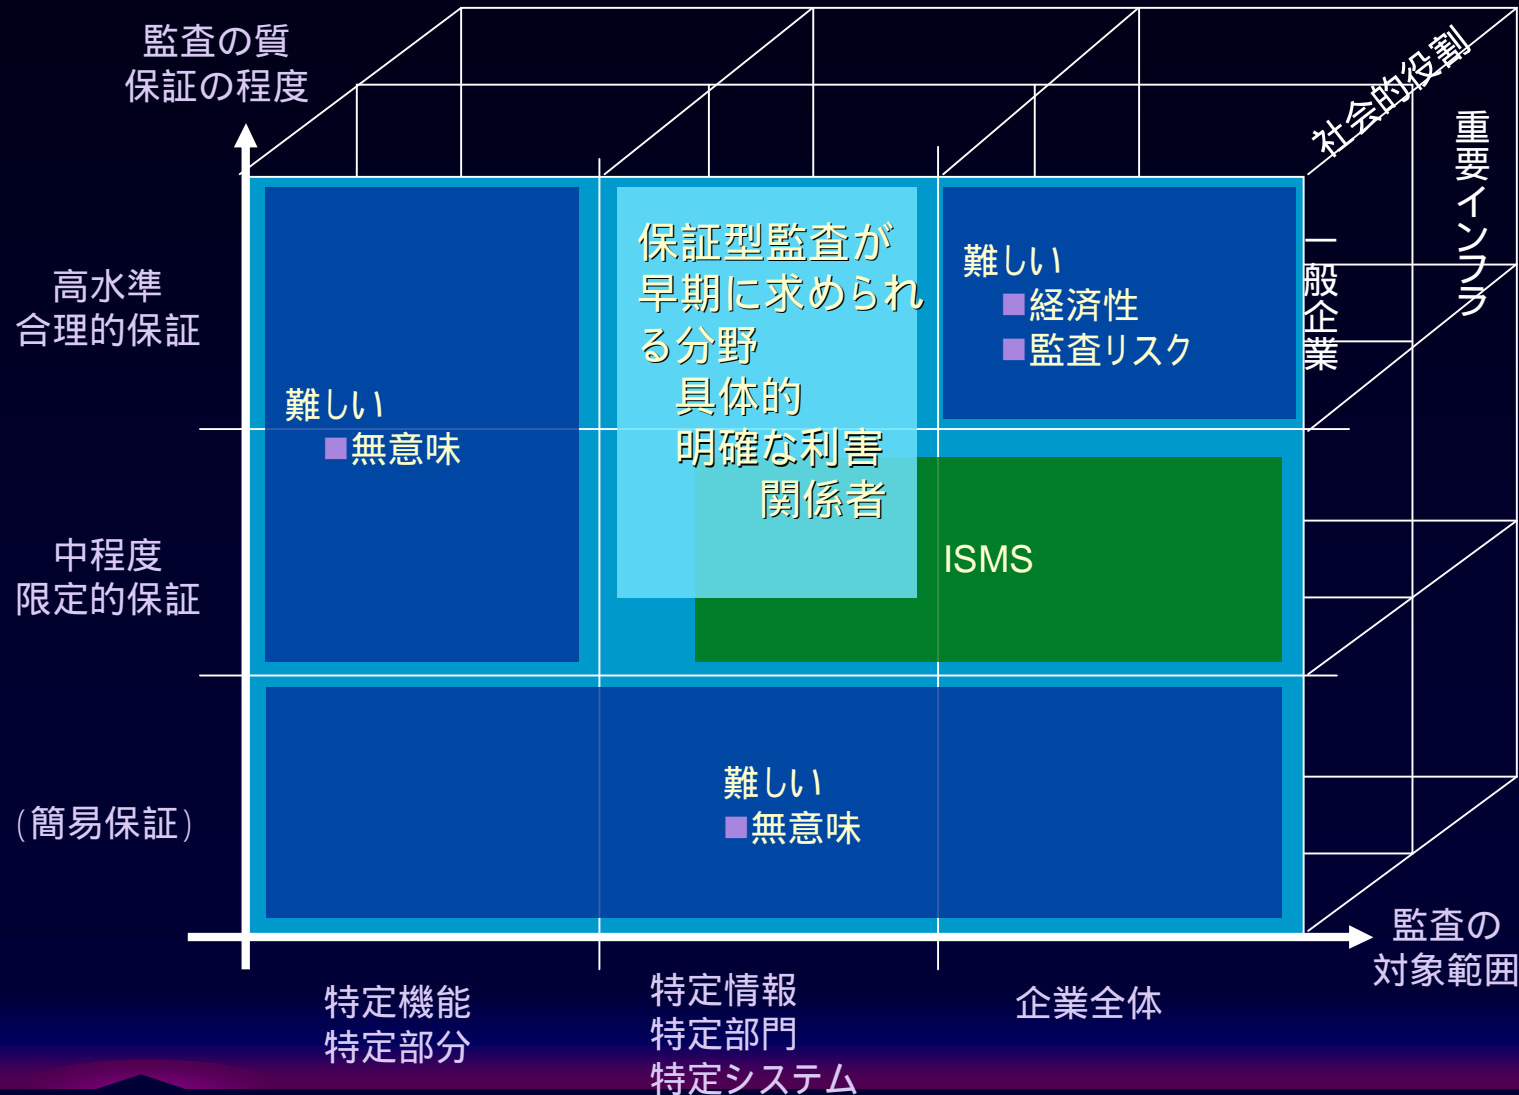 監査の質
保証の程度
社会的役割
重要インフラ
一般企業
高水準
合理的保証
中程度
限定的保証
(簡易保証)
難しい
■無意味
保証型監査が
早期に求められ
る分野
具体的
明確な利害
関係者
難しい
■経済性
■監査リスク
ISMS
難しい
■無意味
監査の
対象範囲
特定機能
特定部分
特定情報
特定部門
特定システム
企業全体